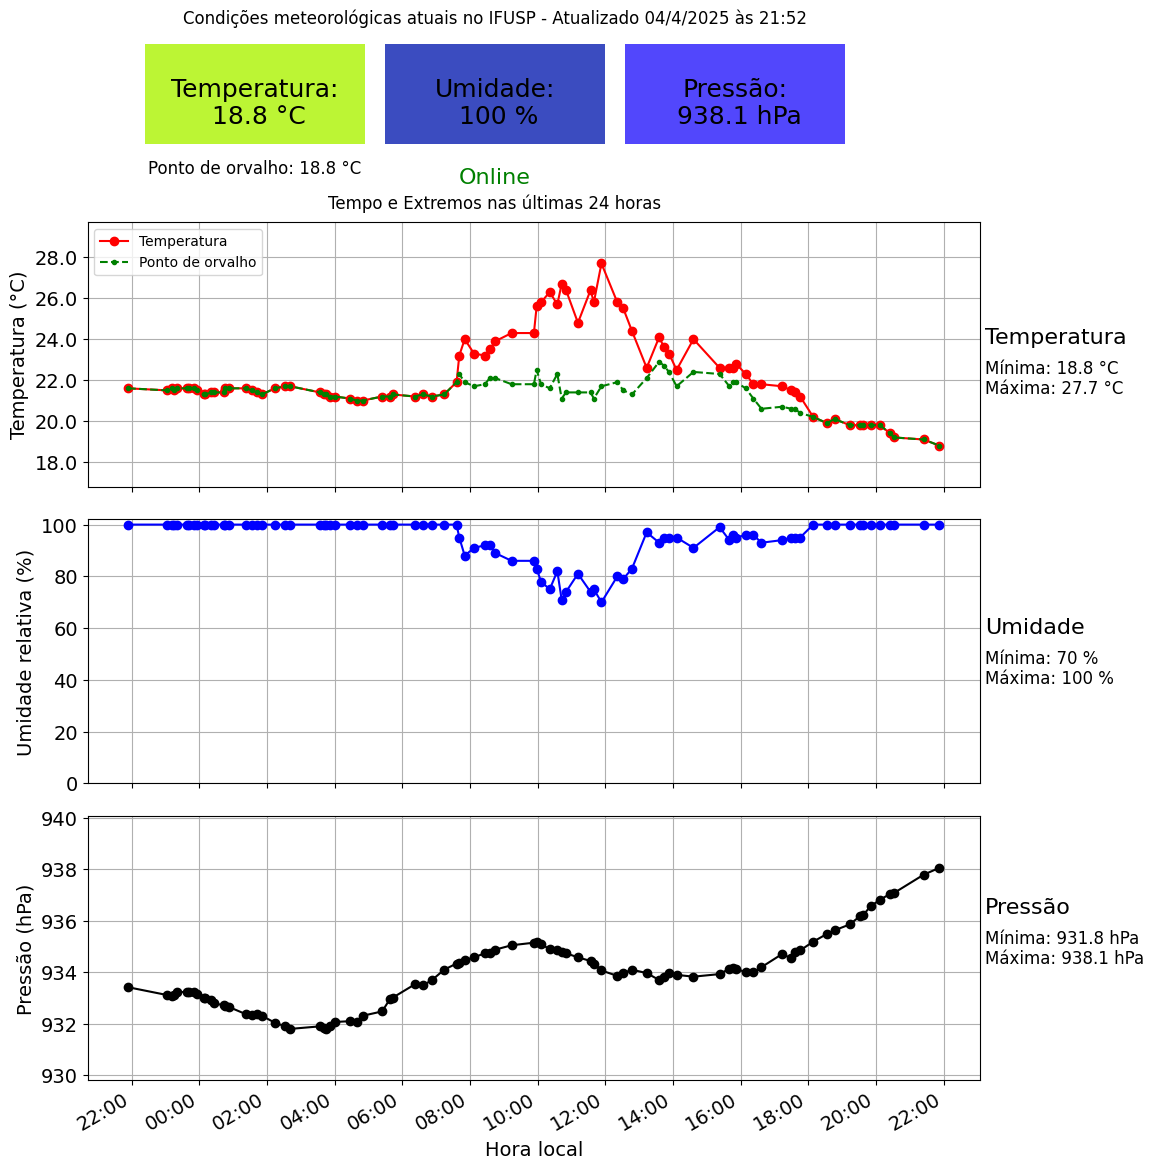 Condições meteorológicas atuais no IFUSP - Atualizado 04/4/2025 às 21:52
Temperatura:
18.8 °C
Umidade:
100 %
Pressão:
938.1 hPa
Ponto de orvalho: 18.8 °C
Online
Tempo e Extremos nas últimas 24 horas
Temperatura (°C)
28.0
26.0
24.0
22.0
20.0
18.0
Temperatura
Ponto de orvalho
Temperatura
Mínima: 18.8 °C
Máxima: 27.7 °C
Umidade relativa (%)
100
80
60
40
20
0
Umidade
Mínima: 70 %
Máxima: 100 %
Pressão (hPa)
940
938
936
934
932
930
Pressão
Mínima: 931.8 hPa
Máxima: 938.1 hPa
22:00 00:00 02:00 04:00 06:00 08:00 10:00 12:00 14:00 16:00 18:00 20:00 22:00
Hora local